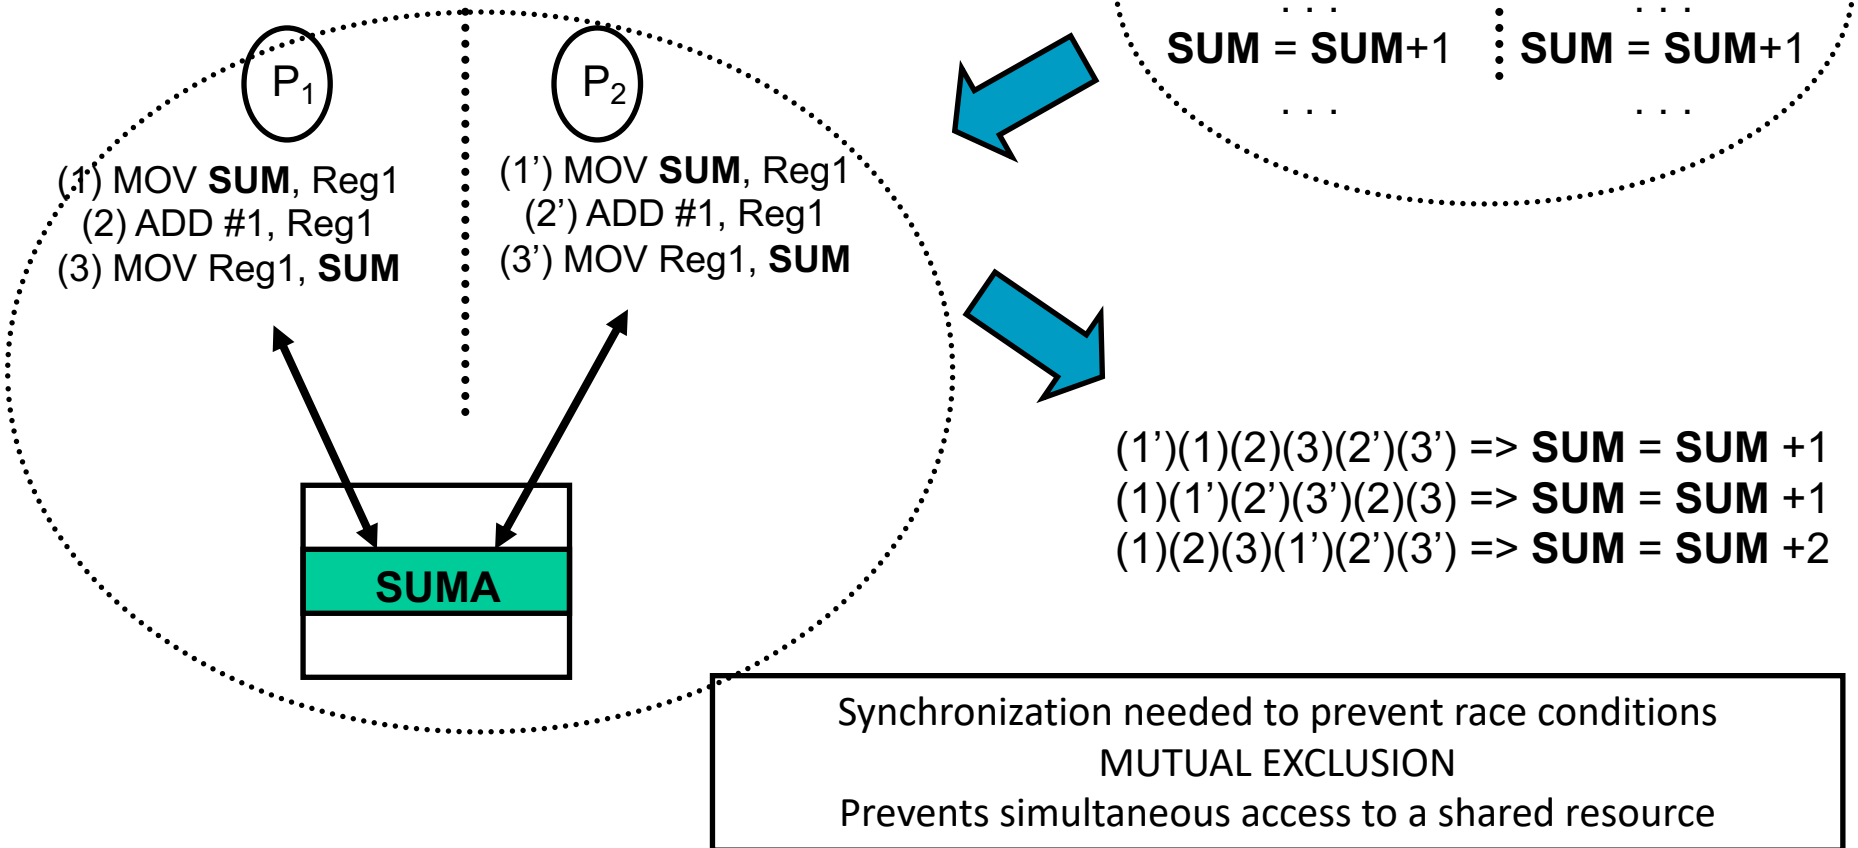 . . .
. . .
SUM = SUM+1
SUM = SUM+1
. . .
. . .
P1
P2
(1) MOV SUM, Reg1
(2) ADD #1, Reg1
(3) MOV Reg1, SUM
(1’) MOV SUM, Reg1
(2’) ADD #1, Reg1
(3’) MOV Reg1, SUM
SUMA
(1’)(1)(2)(3)(2’)(3’) => SUM = SUM +1
(1)(1’)(2’)(3’)(2)(3) => SUM = SUM +1
(1)(2)(3)(1’)(2’)(3’) => SUM = SUM +2
Synchronization needed to prevent race conditions
MUTUAL EXCLUSION
Prevents simultaneous access to a shared resource